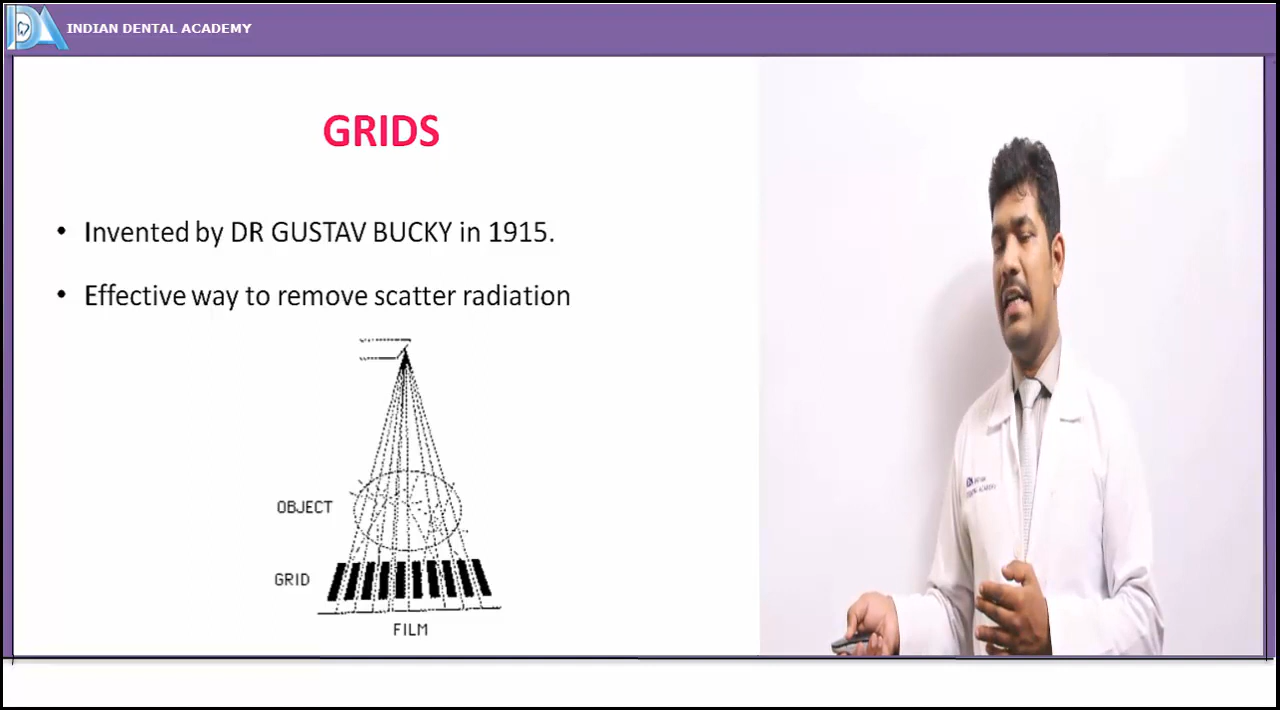 DA INDIAN DENTAL ACADEMY
GRIDS
• Invented by DR GUSTAV BUCKY in 1915.
• Effective way to remove scatter radiation
OBJECT
GRID
FILM